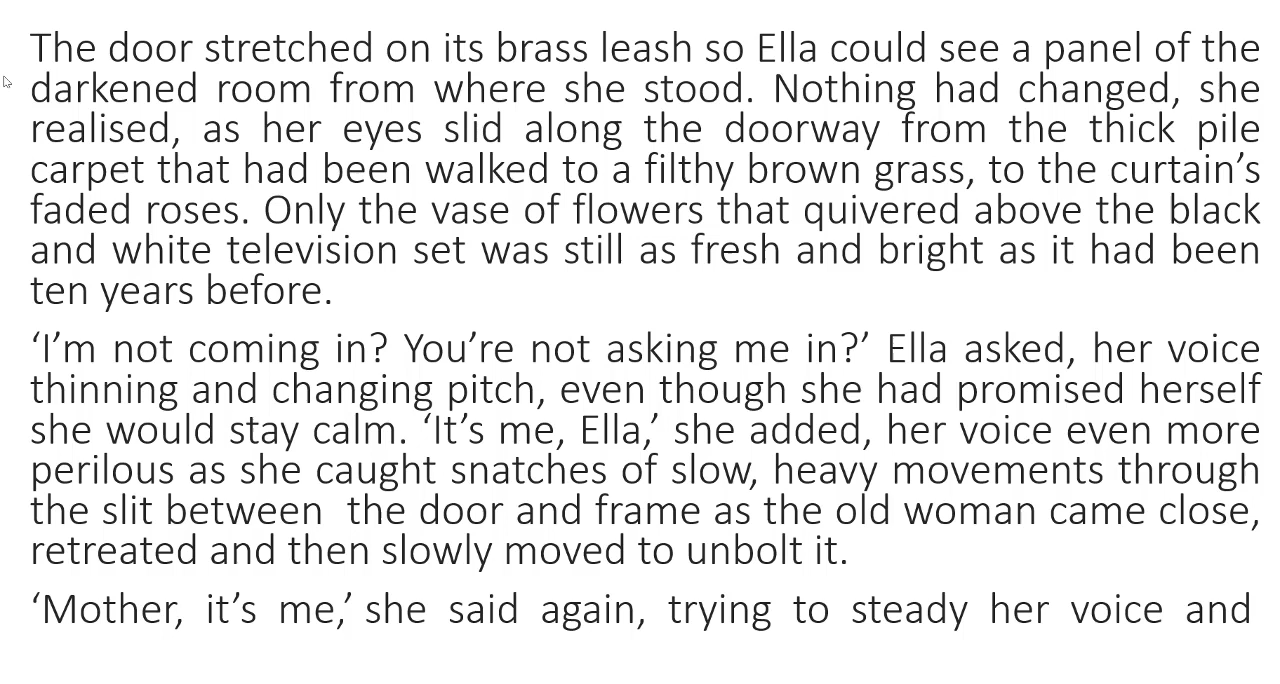 The door stretched on its brass leash so Ella could see a panel of the
darkened room from where she stood. Nothing had changed, she
realised, as her eyes slid along the doorway from the thick pile
carpet that had been walked to a filthy brown grass, to the curtain’s
faded roses. Only the vase of flowers that quivered above the black
and white television set was still as fresh and bright as it had been
ten years before.
‘I’m not coming in? You’re not asking me in?’ Ella asked, her voice
thinning and changing pitch, even though she had promised herself
she would stay calm. ‘It’s me, Ella,’ she added, her voice even more
perilous as she caught snatches of slow, heavy movements through
the slit between  the door and frame as the old woman came close,
retreated and then slowly moved to unbolt it.
‘Mother, it’s me,’ she said again, trying to steady her voice and